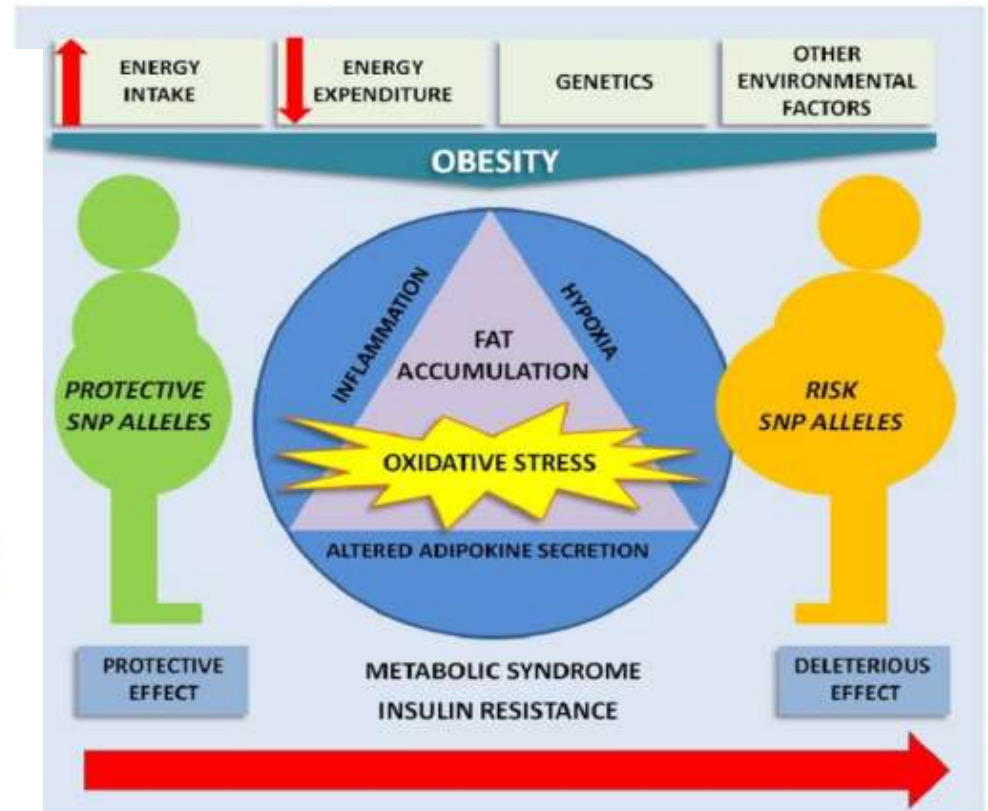 ENERGY
INTAKE
ENERGY
EXPENDITURE
GENETICS
OTHER
ENVIRONMENTAL
FACTORS
OBESITY
PROTECTIVE
SNP ALLELES
INFLAMMATION
HYPOXIA
FAT
ACCUMULATION
OXIDATIVE STRESS
ALTERED ADIPOKINE SECRETION
RISK
SNP ALLELES
PROTECTIVE
EFFECT
METABOLIC SYNDROME
INSULIN RESISTANCE
DELETERIOUS
EFFECT